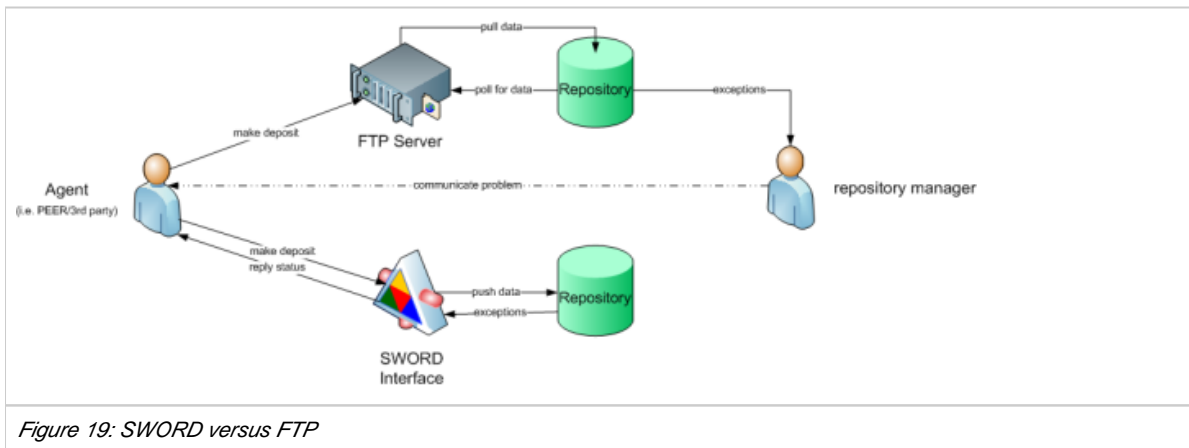 pull data
poll for data
Repository
exceptions
FTP Server
make deposit
Agent
(i.e. PEER/3rd party)
communicate problem
repository manager
make deposit
reply status
push data
exceptions
Repository
SWORD
Interface
Figure 19: SWORD versus FTP